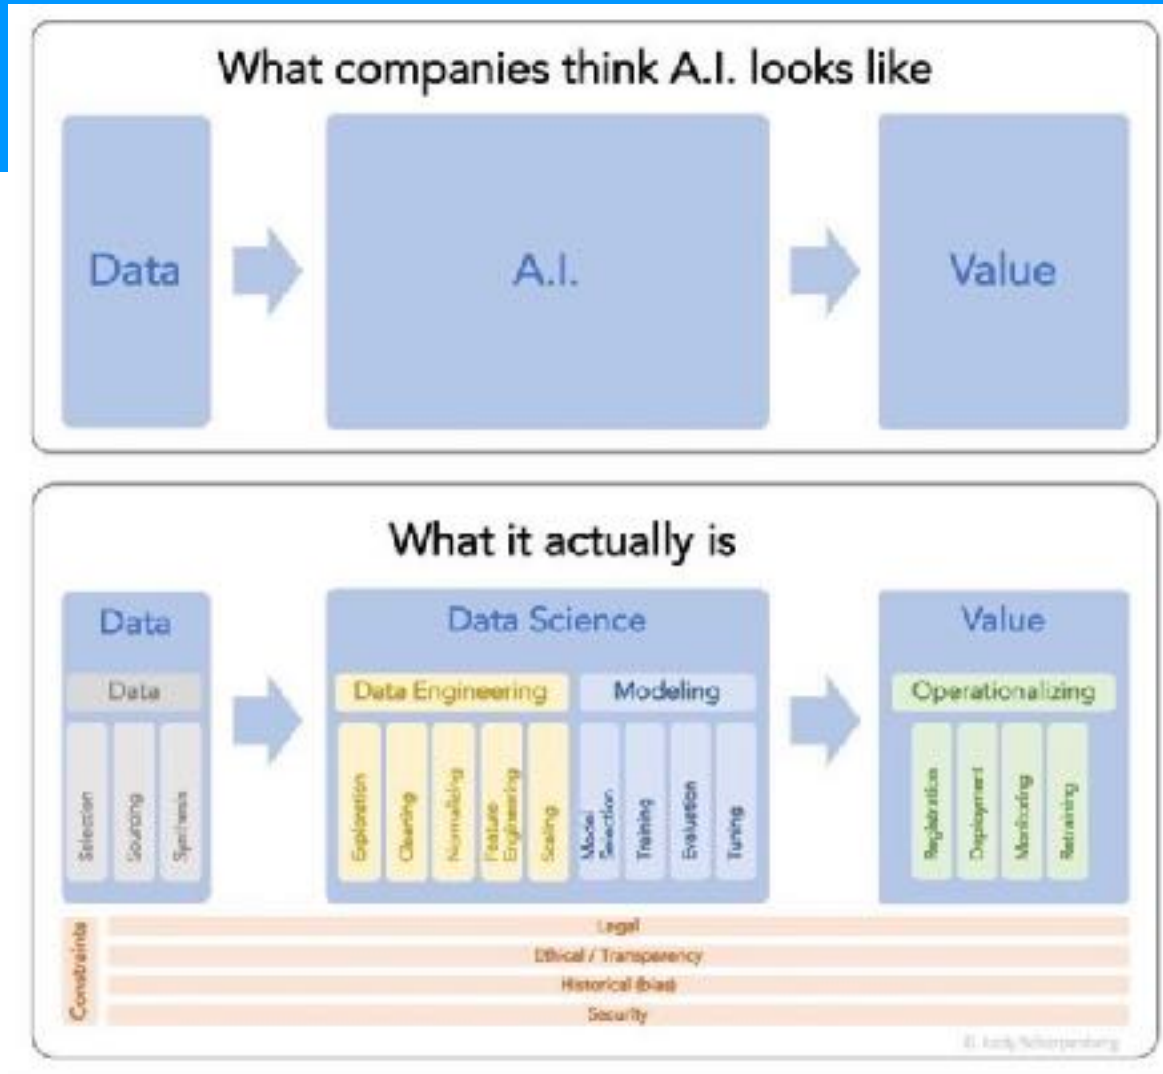 What companies think A.I. looks like
Data
A.I.
Value
What it actually is
Data
Data Science
Value
Data
Data Engineering
Modeling
Operationalizing
Selection
Sourcing
Synthesis
Exploration
Cleaning
Normalizing
Feature
Engineering
Scaling
Model
Selection
Training
Evaluation
Tuning
Registration
Deployment
Monitoring
Retraining
Constraints
Legal
Ethical / Transparency
Historical (bias)
Security
©